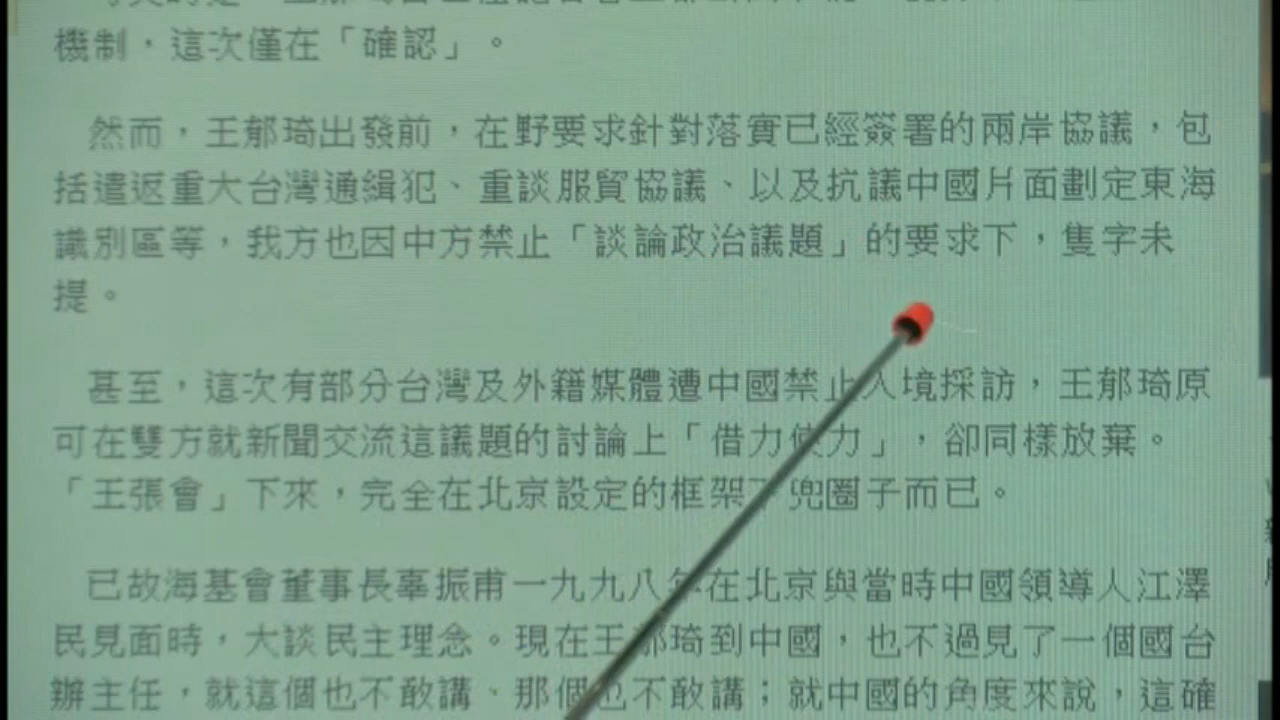 機制，這次僅在「確認」。
然而，王郁琦出發前，在野要求針對落實已經簽署的兩岸協議，包
括遣返重大台灣通緝犯、重談服貿協議、以及抗議中國片面劃定東海
識別區等，我方也因中方禁止「談論政治議題」的要求下，隻字未
提。
甚至，這次有部分台灣及外籍媒體遭中國禁止入境採訪，王郁琦原
可在雙方就新聞交流這議題的討論上「借力使力」，卻同樣放棄。
「王張會」下來，完全在北京設定的框架下兜圈子而已。
已故海基會董事長辜振甫一九九八年在北京與當時中國領導人江澤
民見面時，大談民主理念。現在王郁琦到中國，也不過見了一個國台
辦主任，就這個也不敢講、那個也不敢講；就中國的角度來說，這確